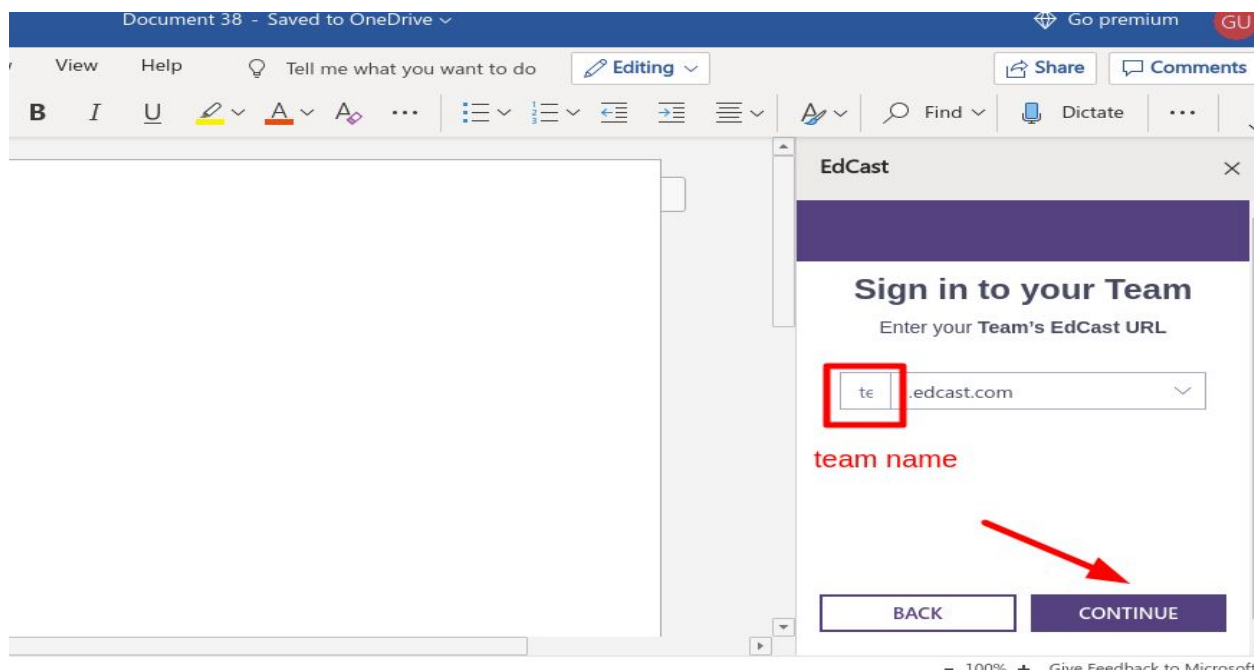 Document 38 - Saved to OneDrive
Go premium
GU
View Help Tell me what you want to do Editing Share Comments
B I U A A Find Dictate
EdCast
Sign in to your Team
Enter your Team's EdCast URL
te .edcast.com
team name
BACK CONTINUE
- 100% + Give Feedback to Microsoft